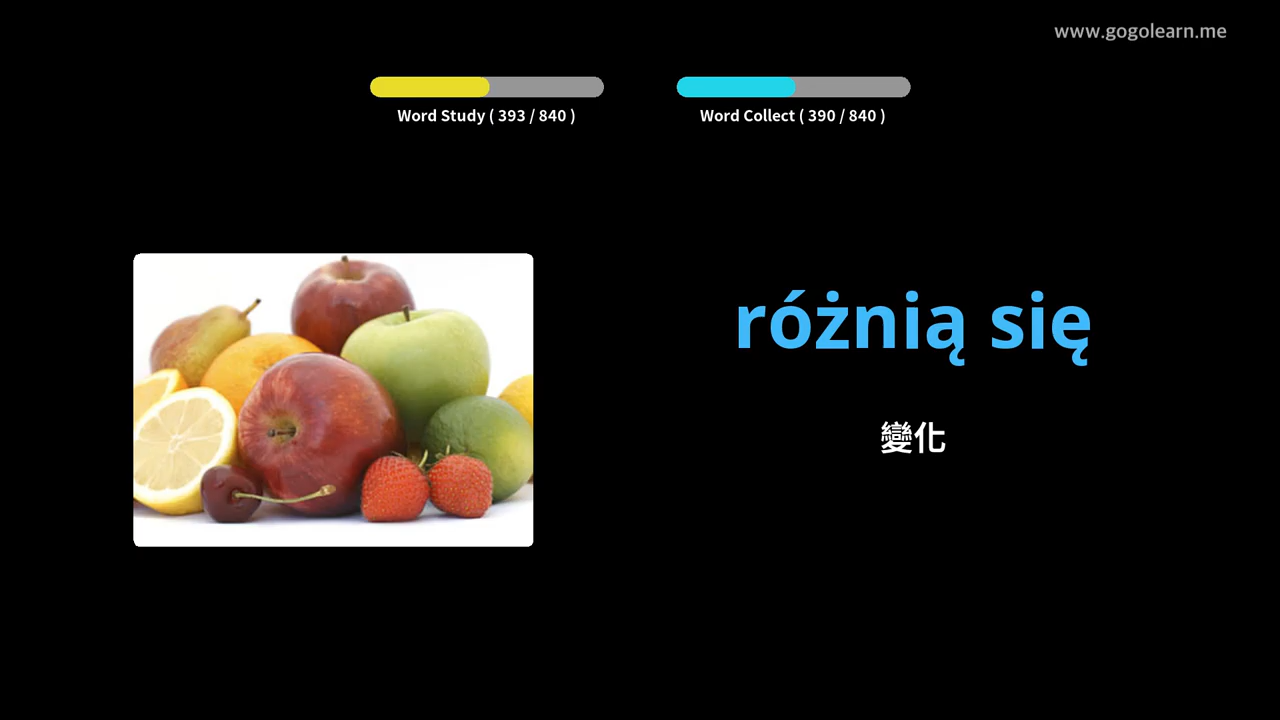 www.gogolearn.me
Word Study ( 393 / 840 )
Word Collect ( 390 / 840 )
różnią się
變化